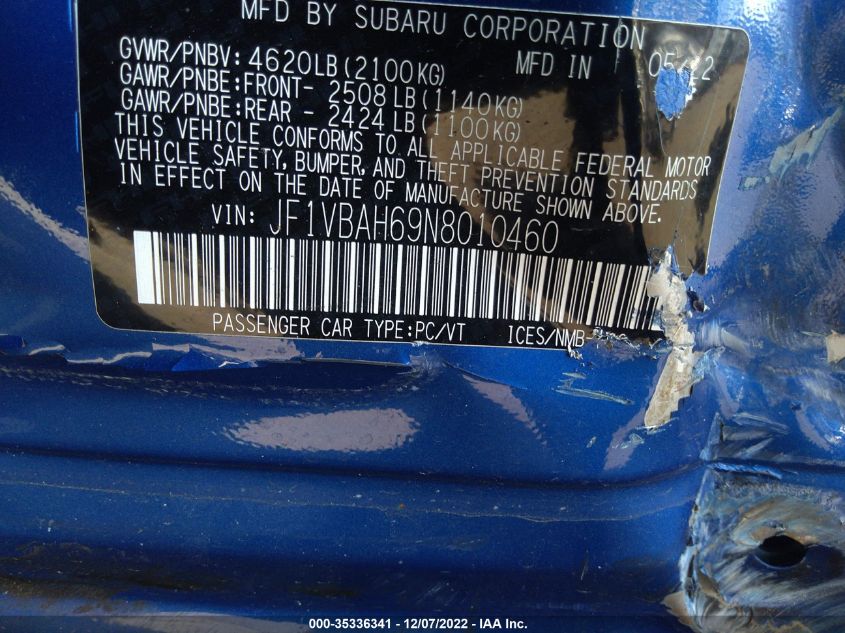 MFD BY SUBARU CORPORATION
GVWR/PNBV: 4620LB(2100KG) MFD IN
GAWR/PNBE:FRONT- 2508 LB(1140KG)
GAWR/PNBE:REAR - 2424 LB(1100KG)
THIS VEHICLE CONFORMS TO ALL APPLICABLE FEDERAL MOTOR
VEHICLE SAFETY, BUMPER, AND THEFT PREVENTION STANDARDS
IN EFFECT ON THE DATE OF MANUFACTURE SHOWN ABOVE.
VIN: JF1VBAH69N8010460
PASSENGER CAR TYPE:PC/VT ICES/NMB-
000-35336341 - 12/07/2022 - IAA Inc.